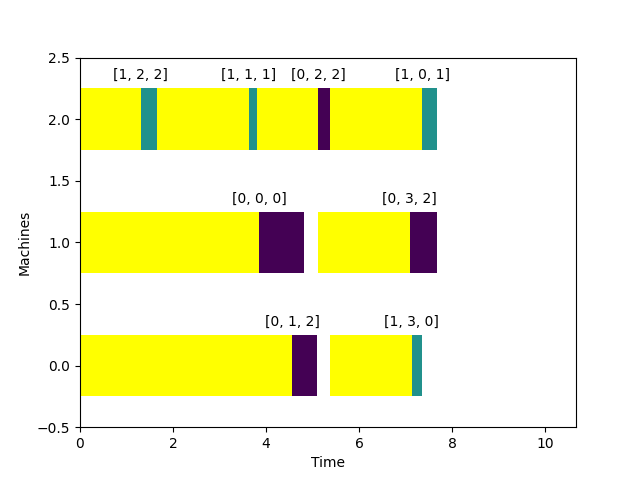 2.5
[1, 2, 2] [1, 1, 1] [0, 2, 2] [1, 0, 1]
2.0
1.5
[0, 0, 0] [0, 3, 2]
1.0
Machines
0.5
[0, 1, 2] [1, 3, 0]
0.0
−0.5
0 2 4 6 8 10
Time